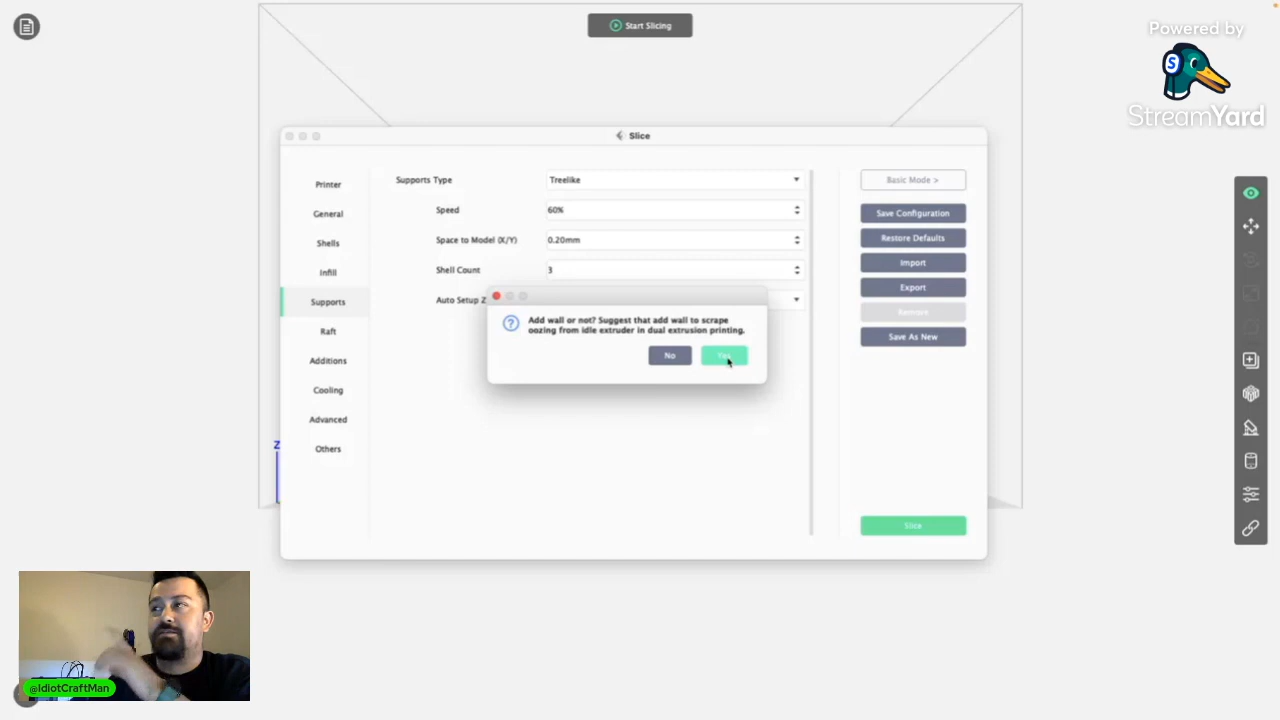 Start Slicing
Powered by
S
StreamYard
Slice
Printer
General
Shells
Infill
Supports
Raft
Additions
Cooling
Advanced
Others
Supports Type
Treelike
Speed
60%
Space to Model (X/Y)
0.20mm
Shell Count
3
Auto Setup Z
Add wall or not? Suggest that add wall to scrape
oozing from idle extruder in dual extrusion printing.
No
Yes
Basic Mode >
Save Configuration
Restore Defaults
Import
Export
Remove
Save As New
Slice
Z
@IdiotCraftMan